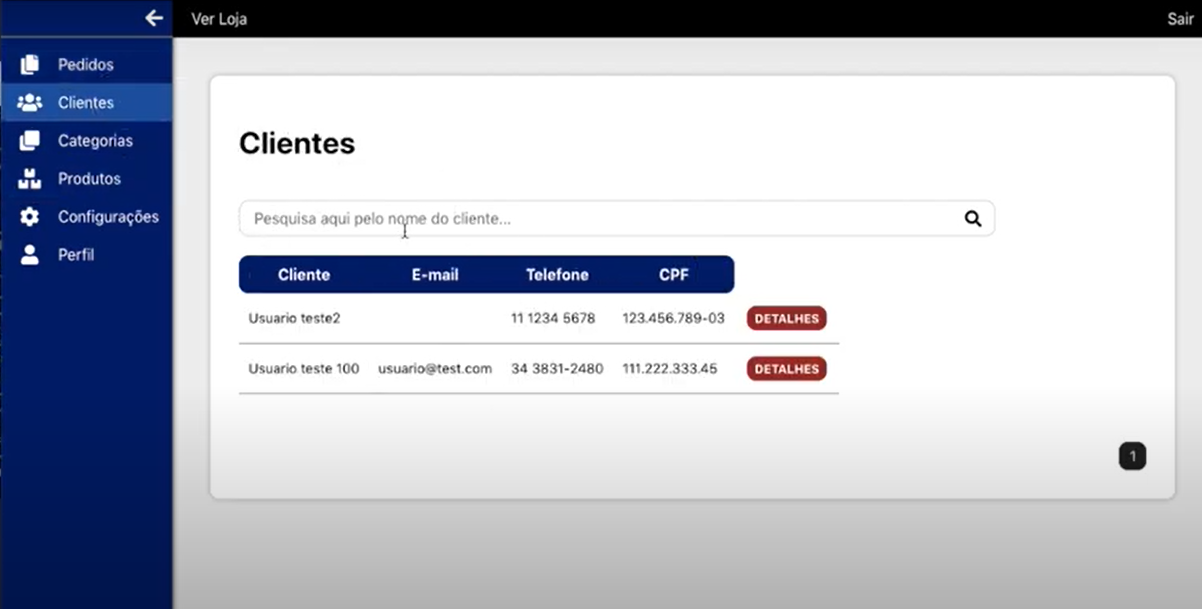 Ver Loja
Sair
Pedidos
Clientes
Categorias
Produtos
Configurações
Perfil
Clientes
Pesquisa aqui pelo nome do cliente...
Cliente E-mail Telefone CPF
Usuario teste2 11 1234 5678 123.456.789-03 DETALHES
Usuario teste 100 usuario@test.com 34 3831-2480 111.222.333.45 DETALHES
1